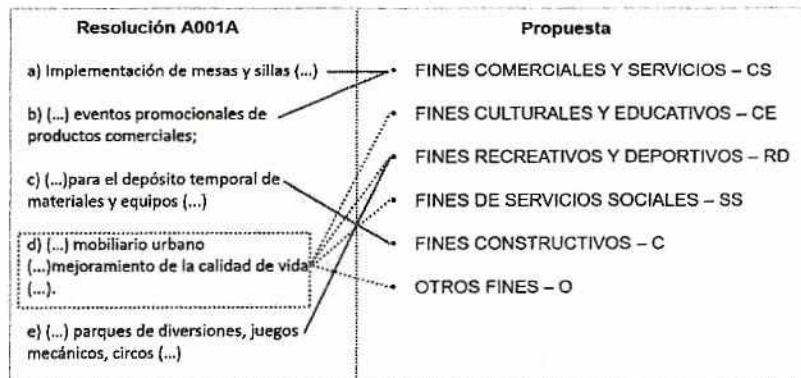 Resolución A001A
a) Implementación de mesas y sillas (...)
b) (...) eventos promocionales de
productos comerciales;
c) (...)para el depósito temporal de
materiales y equipos (...)
d) (...) mobiliario urbano
(...)mejoramiento de la calidad de vida
(...).
e) (...) parques de diversiones, juegos
mecánicos, circos (...)
Propuesta
• FINES COMERCIALES Y SERVICIOS – CS
• FINES CULTURALES Y EDUCATIVOS – CE
• FINES RECREATIVOS Y DEPORTIVOS – RD
• FINES DE SERVICIOS SOCIALES – SS
• FINES CONSTRUCTIVOS – C
• OTROS FINES – O